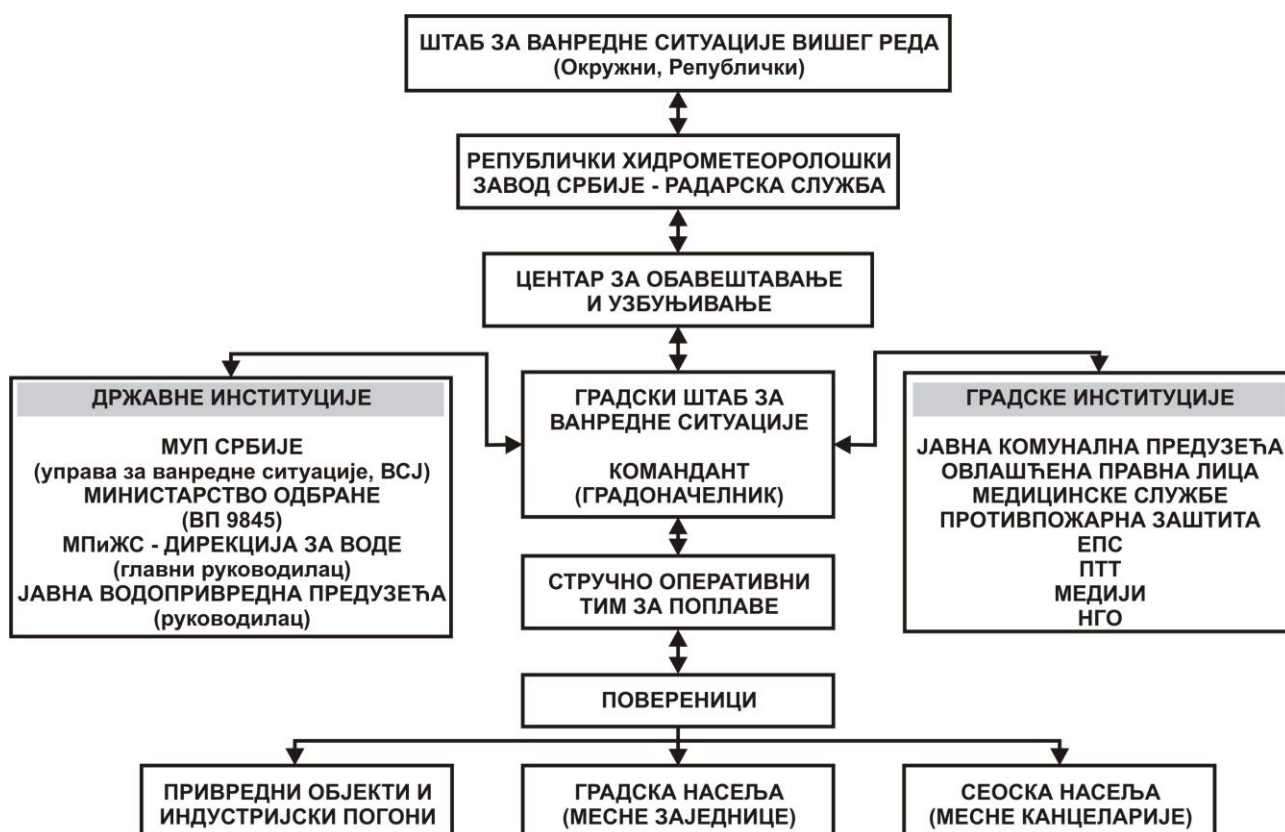 ШТАБ ЗА ВАНРЕДНЕ СИТУАЦИЈЕ ВИШЕГ РЕДА
(Окружни, Републички)
РЕПУБЛИЧКИ ХИДРОМЕТЕОРОЛОШКИ
ЗАВОД СРБИЈЕ - РАДАРСКА СЛУЖБА
ЦЕНТАР ЗА ОБАВЕШТАВАЊЕ
И УЗБУЊИВАЊЕ
ДРЖАВНЕ ИНСТИТУЦИЈЕ
МУП СРБИЈЕ
(управа за ванредне ситуације, ВСЈ)
МИНИСТАРСТВО ОДБРАНЕ
(ВП 9845)
МПиЖС - ДИРЕКЦИЈА ЗА ВОДЕ
(главни руководилац)
ЈАВНА ВОДОПРИВРЕДНА ПРЕДУЗЕЋА
(руководилац)
ГРАДСКИ ШТАБ ЗА
ВАНРЕДНЕ СИТУАЦИЈЕ
КОМАНДАНТ
(ГРАДОНАЧЕЛНИК)
ГРАДСКЕ ИНСТИТУЦИЈЕ
ЈАВНА КОМУНАЛНА ПРЕДУЗЕЋА
ОВЛАШЋЕНА ПРАВНА ЛИЦА
МЕДИЦИНСКЕ СЛУЖБЕ
ПРОТИВПОЖАРНА ЗАШТИТА
ЕПС
ПТТ
МЕДИЈИ
НГО
СТРУЧНО ОПЕРАТИВНИ
ТИМ ЗА ПОПЛАВЕ
ПОВЕРЕНИЦИ
ПРИВРЕДНИ ОБЈЕКТИ И
ИНДУСТРИЈСКИ ПОГОНИ
ГРАДСКА НАСЕЉА
(МЕСНЕ ЗАЈЕДНИЦЕ)
СЕОСКА НАСЕЉА
(МЕСНЕ КАНЦЕЛАРИЈЕ)